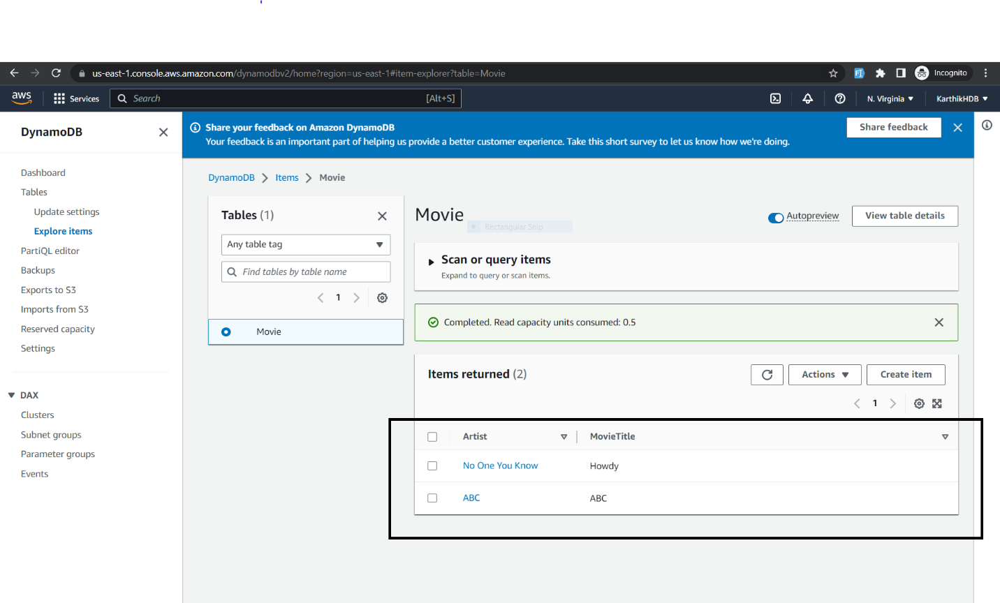 us-east-1.console.aws.amazon.com/dynamodbv2/home?region=us-east-1#item-explorer?table=Movie
Incognito
aws
Services
Search
[Alt+S]
N. Virginia
KarthikHDB
DynamoDB
Share your feedback on Amazon DynamoDB
Your feedback is an important part of helping us provide a better customer experience. Take this short survey to let us know how we're doing.
Share feedback
Dashboard
Tables
Update settings
Explore items
PartiQL editor
Backups
Exports to S3
Imports from S3
Reserved capacity
Settings
DAX
Clusters
Subnet groups
Parameter groups
Events
DynamoDB > Items > Movie
Tables (1)
Any table tag
Find tables by table name
1
Movie
Movie
Rectangular Snip
Autopreview
View table details
Scan or query items
Expand to query or scan items.
Completed. Read capacity units consumed: 0.5
Items returned (2)
Actions
Create item
1
Artist MovieTitle
No One You Know Howdy
ABC ABC